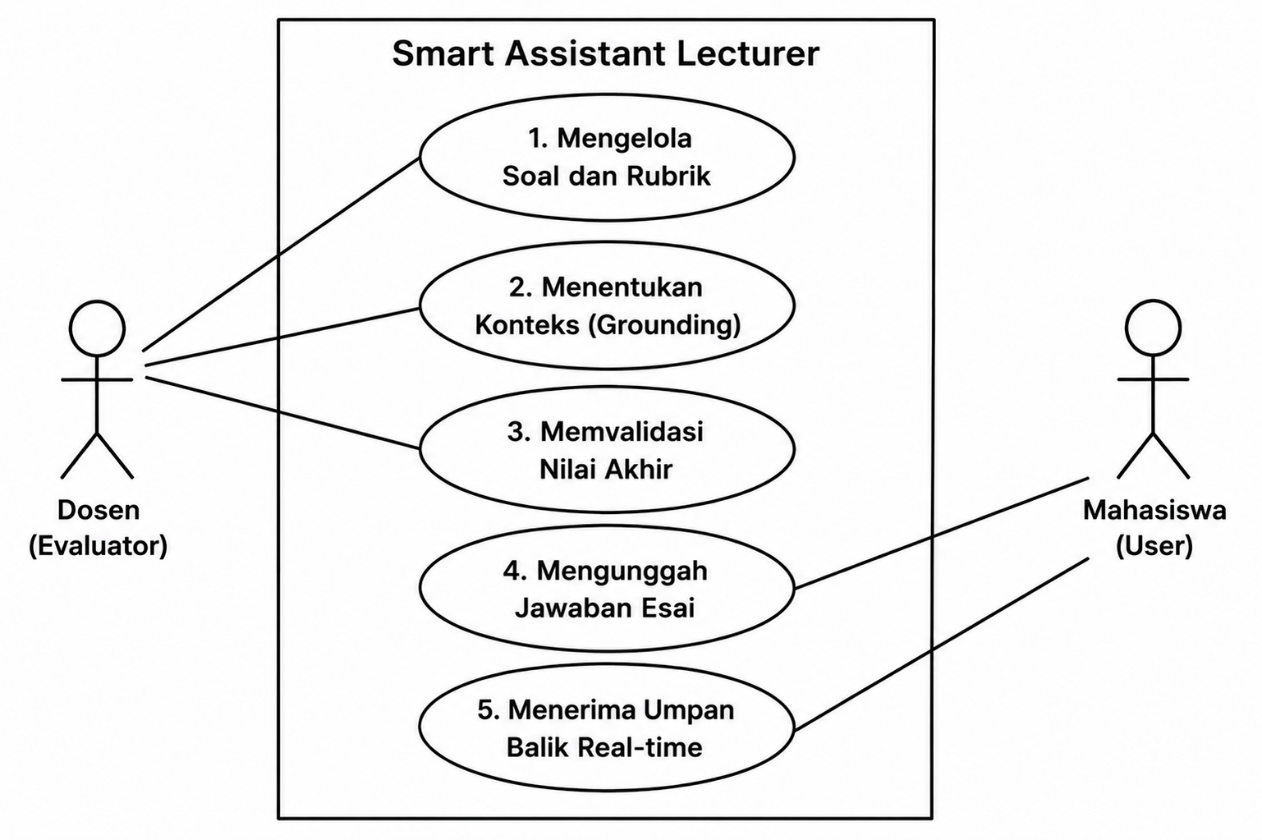 Smart Assistant Lecturer
1. Mengelola
Soal dan Rubrik
2. Menentukan
Konteks (Grounding)
3. Memvalidasi
Nilai Akhir
4. Mengunggah
Jawaban Esai
5. Menerima Umpan
Balik Real-time
Dosen
(Evaluator)
Mahasiswa
(User)